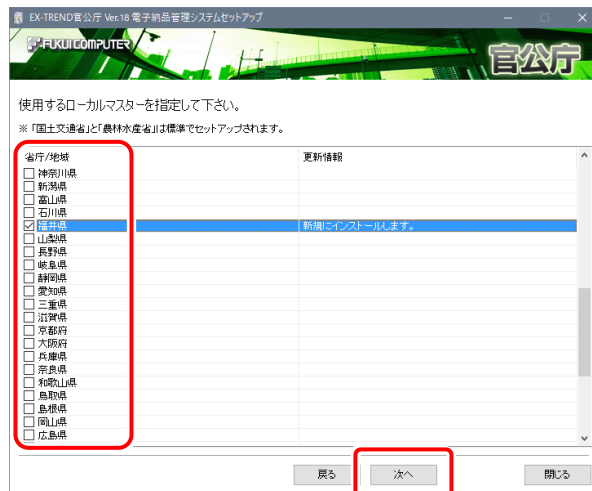 EX-TREND官公庁 Ver.18 電子納品管理システムセットアップ
FUKUI COMPUTER
官公庁
使用するローカルマスターを指定して下さい。
※「国土交通省」と「農林水産省」は標準でセットアップされます。
省庁/地域 更新情報
神奈川県
新潟県
富山県
石川県
福井県 新規にインストールします。
山梨県
長野県
岐阜県
静岡県
愛知県
三重県
滋賀県
京都府
大阪府
兵庫県
奈良県
和歌山県
鳥取県
島根県
岡山県
広島県
戻る 次へ 閉じる